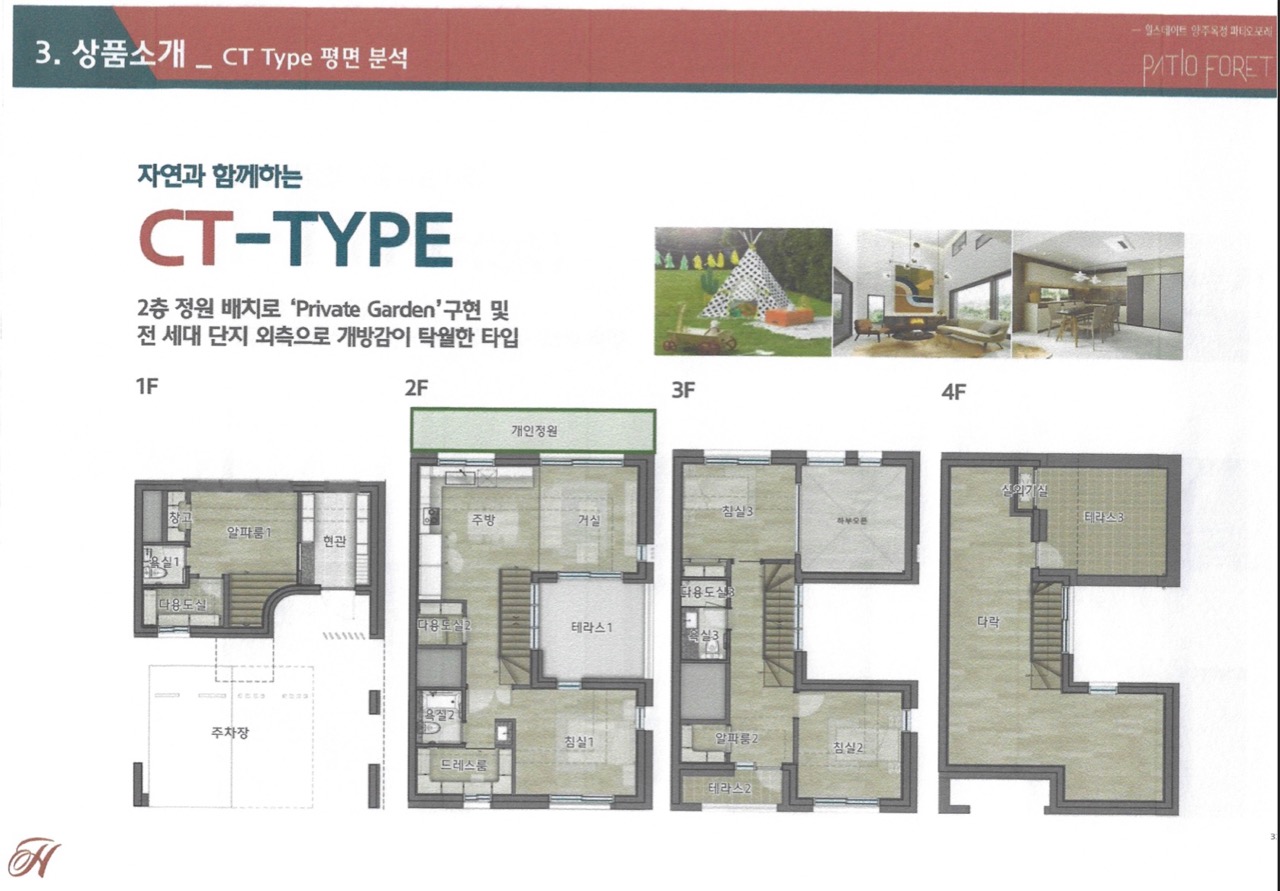 3. 상품소개 _ CT Type 평면 분석
힐스테이트 양주옥정 파티오포레
PATIO FORET
자연과 함께하는
CT-TYPE
2층 정원 배치로 ‘Private Garden’구현 및
전 세대 단지 외측으로 개방감이 탁월한 타입
1F
2F
3F
4F
창고
알파룸1
현관
욕실1
다용도실
주차장
개인정원
주방
거실
다용도실2
테라스1
욕실2
침실1
드레스룸
침실3
하부오픈
다용도실3
욕실3
알파룸2
침실2
테라스2
실외기실
테라스3
다락
H
3